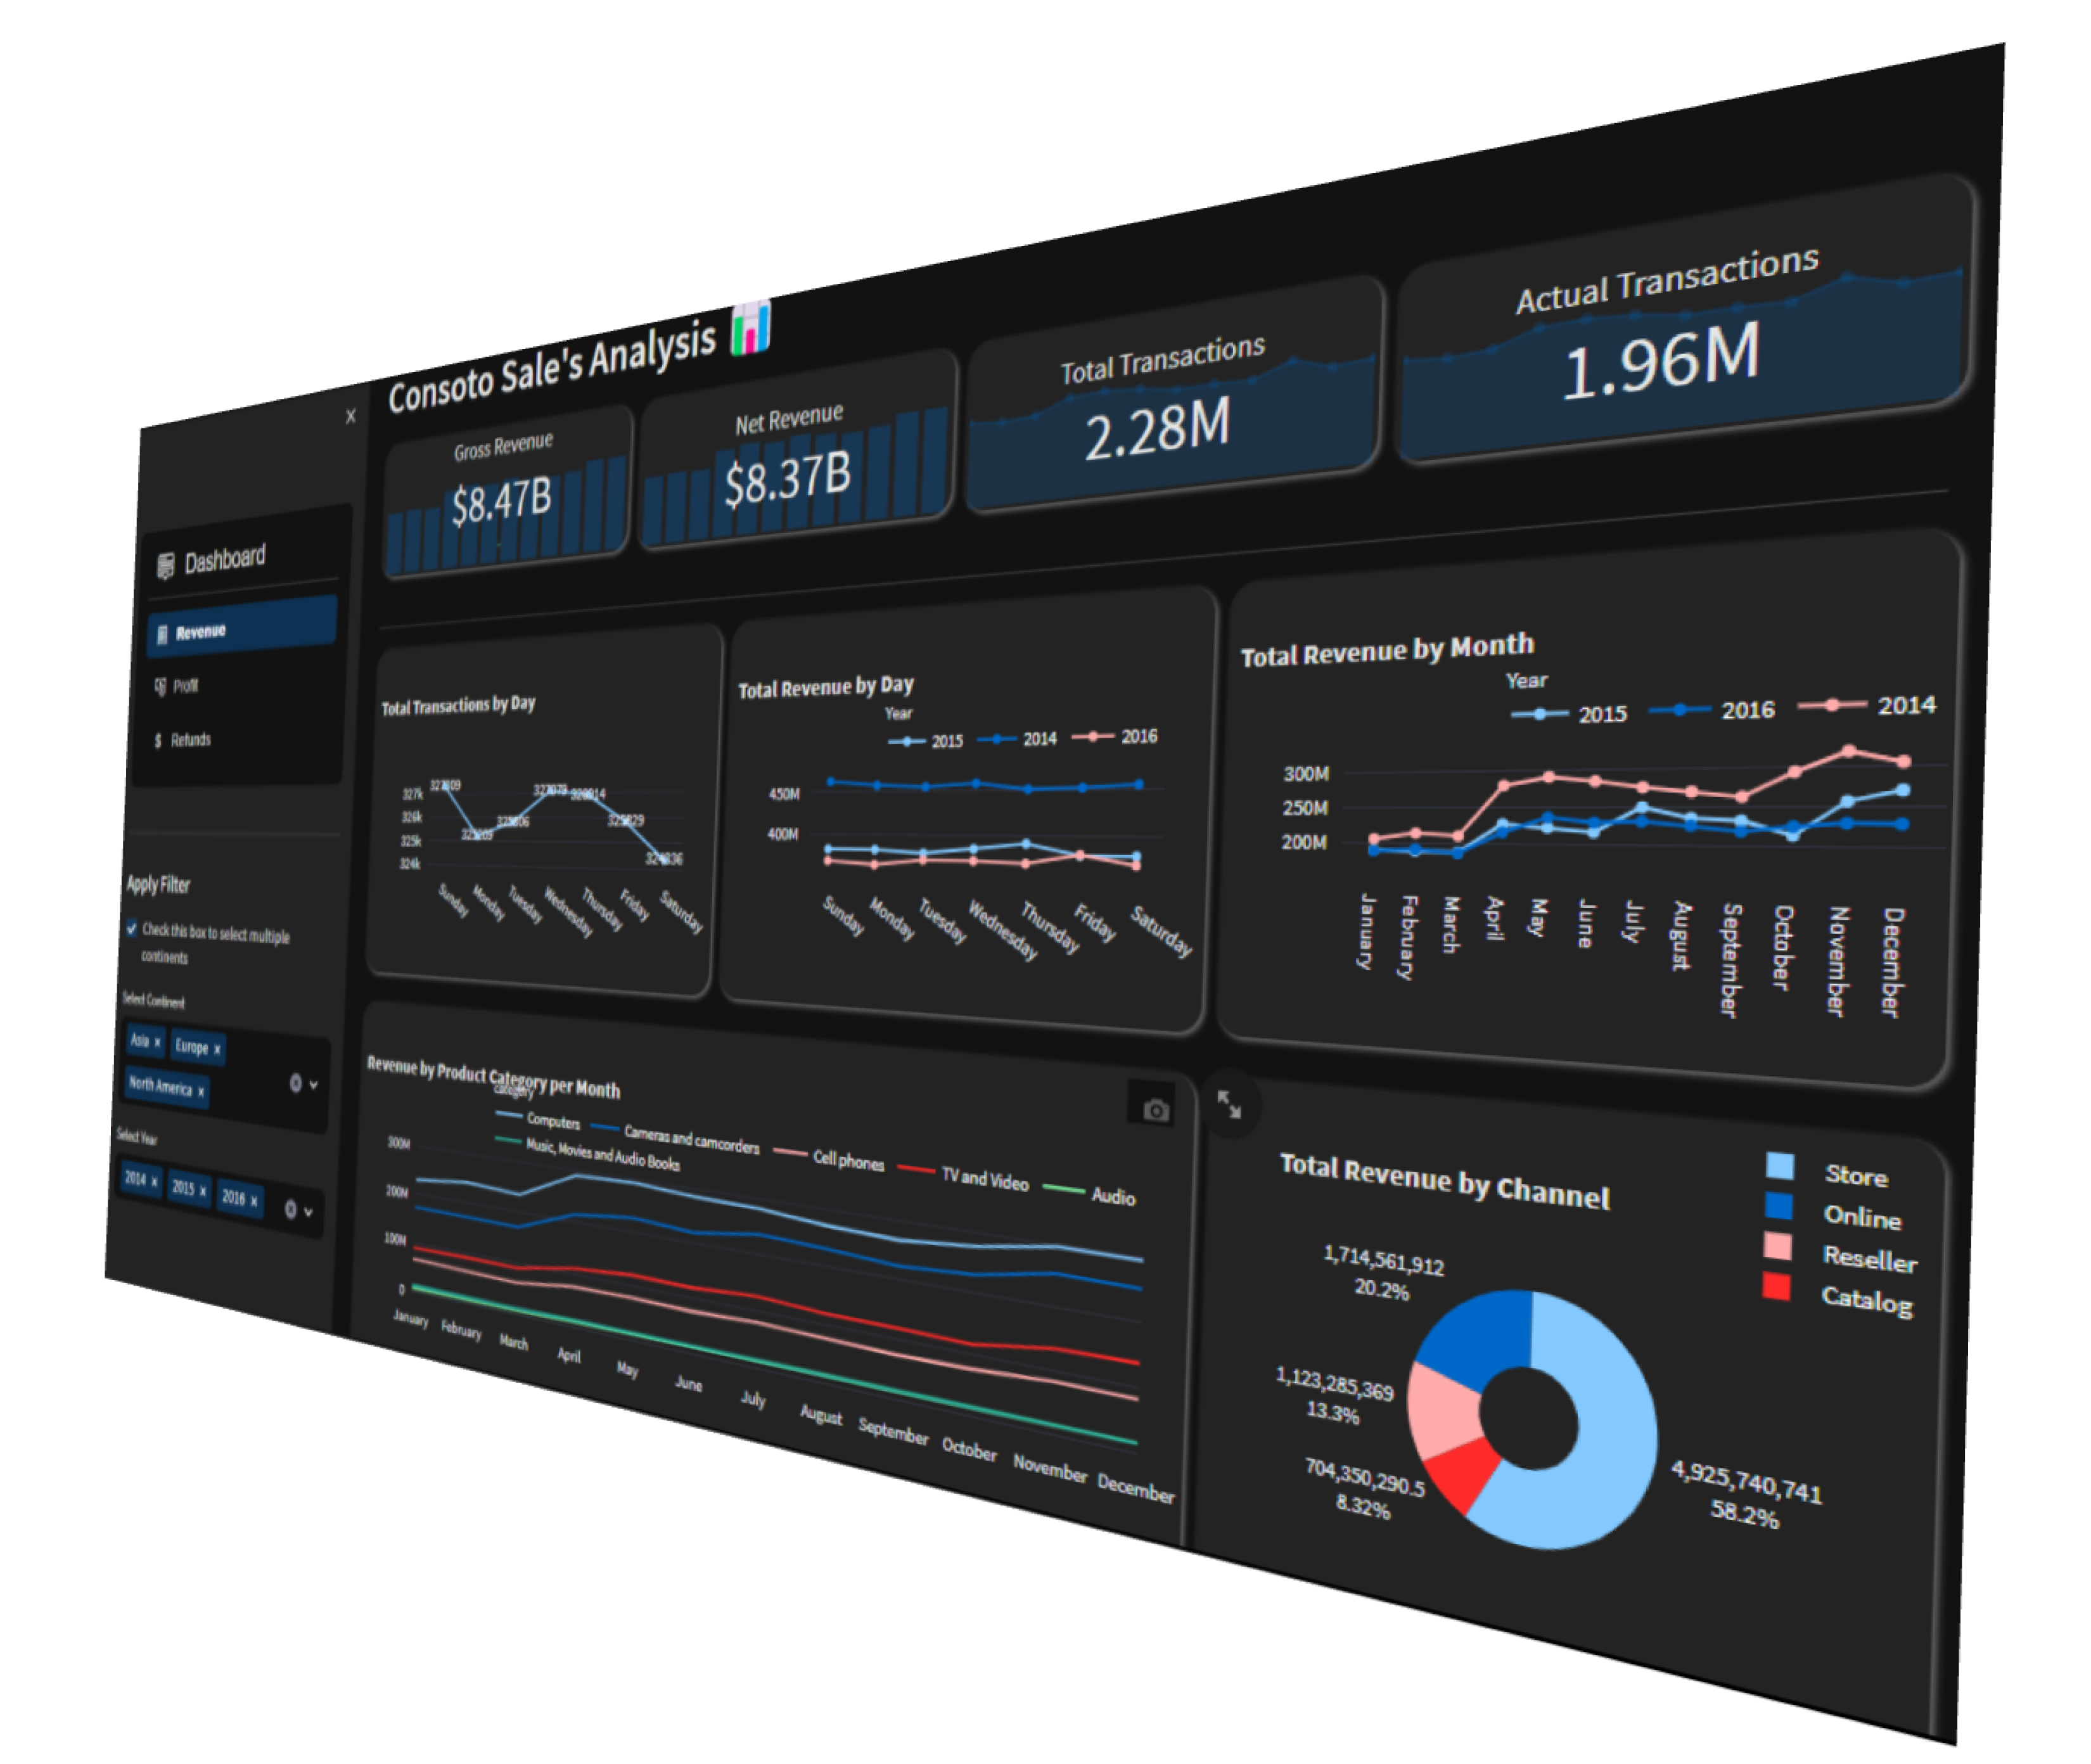 Consoto Sale's Analysis
×
Dashboard
Revenue
Profit
$ Refunds
Apply Filter
Check this box to select multiple
continents
Select Continent
Asia × Europe ×
North America ×
Select Year
2014 × 2015 × 2016 ×
Gross Revenue
$8.47B
Net Revenue
$8.37B
Total Transactions
2.28M
Actual Transactions
1.96M
Total Transactions by Day
327k
326k
325k
324k
Sunday
Monday
Tuesday
Wednesday
Thursday
Friday
Saturday
Total Revenue by Day
Year
2015 2014 2016
450M
400M
Sunday
Monday
Tuesday
Wednesday
Thursday
Friday
Saturday
Total Revenue by Month
Year
2015 2016 2014
300M
250M
200M
January
February
March
April
May
June
July
August
September
October
November
December
Revenue by Product Category per Month
category
Computers Cameras and camcorders Cell phones TV and Video Audio
Music, Movies and Audio Books
300M
200M
100M
0
January February March April May June July August September October November December
Total Revenue by Channel
Store
Online
Reseller
Catalog
1,714,561,912
20.2%
1,123,285,369
13.3%
704,350,290.5
8.32%
4,925,740,741
58.2%